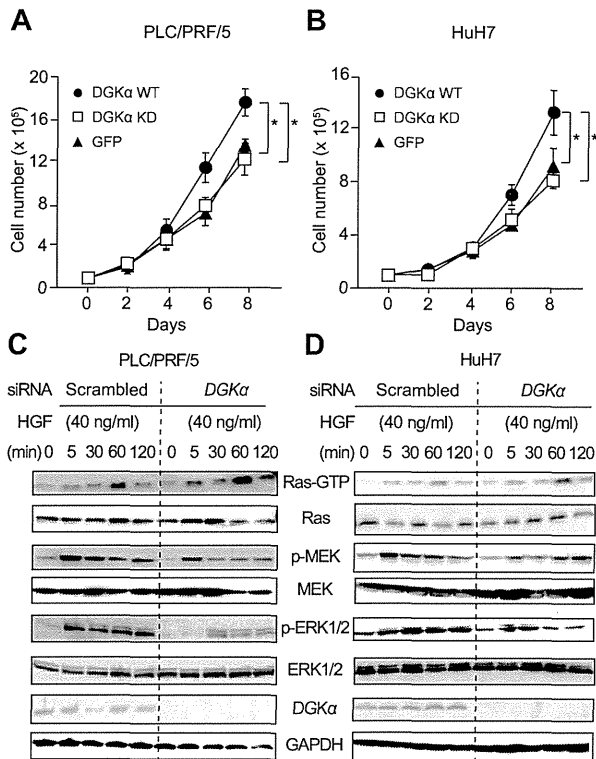 A
PLC/PRF/5
Cell number (x 10⁵)
20
16
12
8
4
0
DGKα WT
DGKα KD
GFP
*
*
0 2 4 6 8
Days
B
HuH7
Cell number (x 10⁵)
16
12
8
4
0
DGKα WT
DGKα KD
GFP
*
*
0 2 4 6 8
Days
C
PLC/PRF/5
siRNA Scrambled DGKα
HGF (40 ng/ml) (40 ng/ml)
(min) 0 5 30 60 120 0 5 30 60 120
D
HuH7
siRNA Scrambled DGKα
HGF (40 ng/ml) (40 ng/ml)
(min) 0 5 30 60 120 0 5 30 60 120
Ras-GTP
Ras
p-MEK
MEK
p-ERK1/2
ERK1/2
DGKα
GAPDH